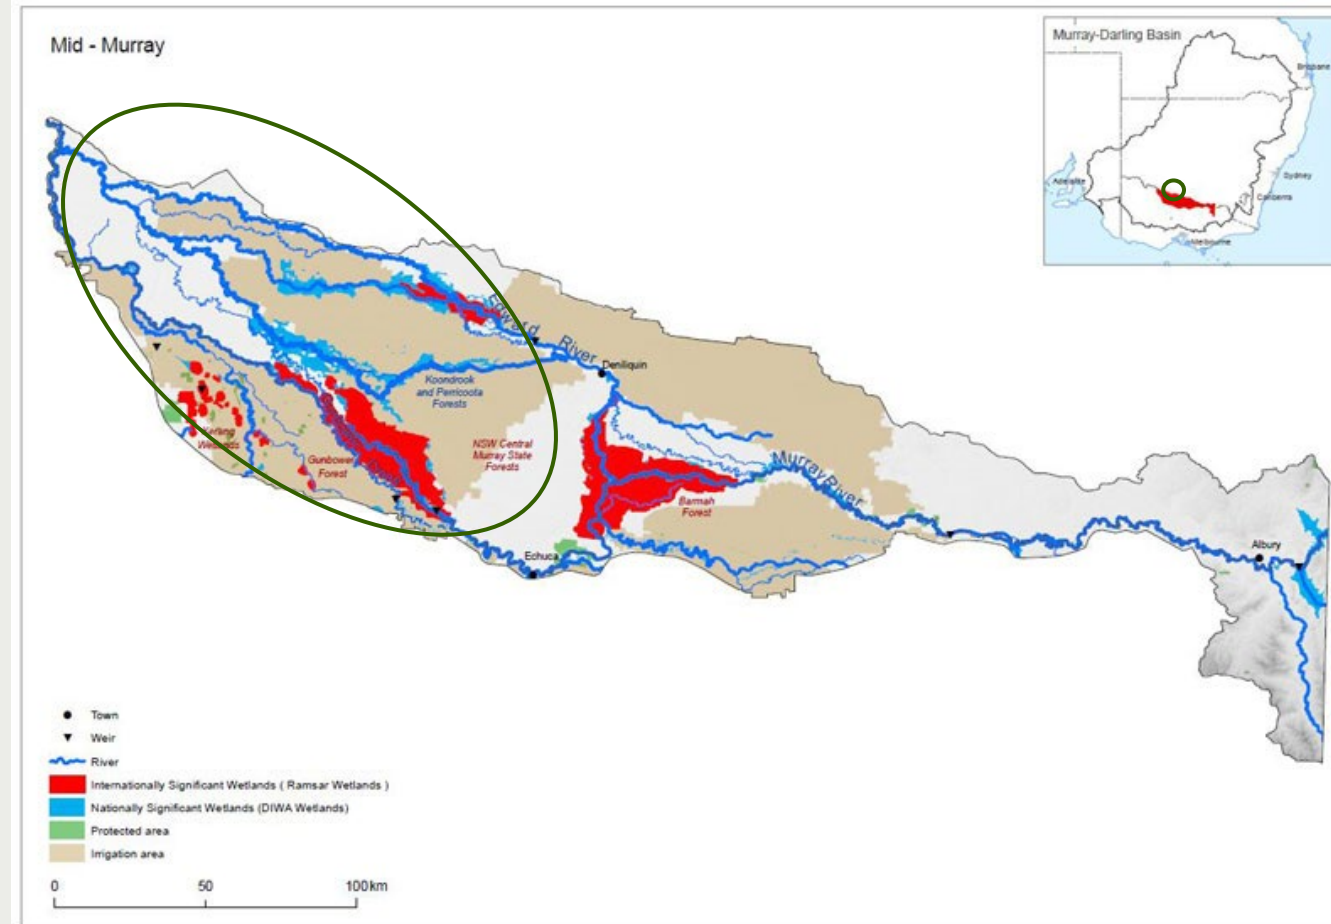 Mid - Murray
Murray-Darling Basin
Brisbane
Adelaide
Sydney
Canberra
Melbourne
Edward
River
Deniliquin
Koondrook
and Perricoota
Forests
NSW Central
Murray State
Forests
Kerang
Wetlands
Gunbower
Forest
Murray River
Barmah
Forest
Echuca
Albury
Town
Weir
River
Internationally Significant Wetlands ( Ramsar Wetlands )
Nationally Significant Wetlands (DIWA Wetlands)
Protected area
Irrigation area
0 50 100km